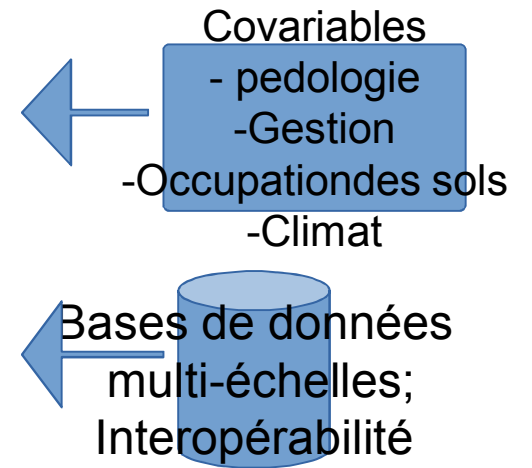 Covariables
- pedologie
-Gestion
-Occupationdes sols
-Climat
Bases de données
multi-échelles;
Interopérabilité